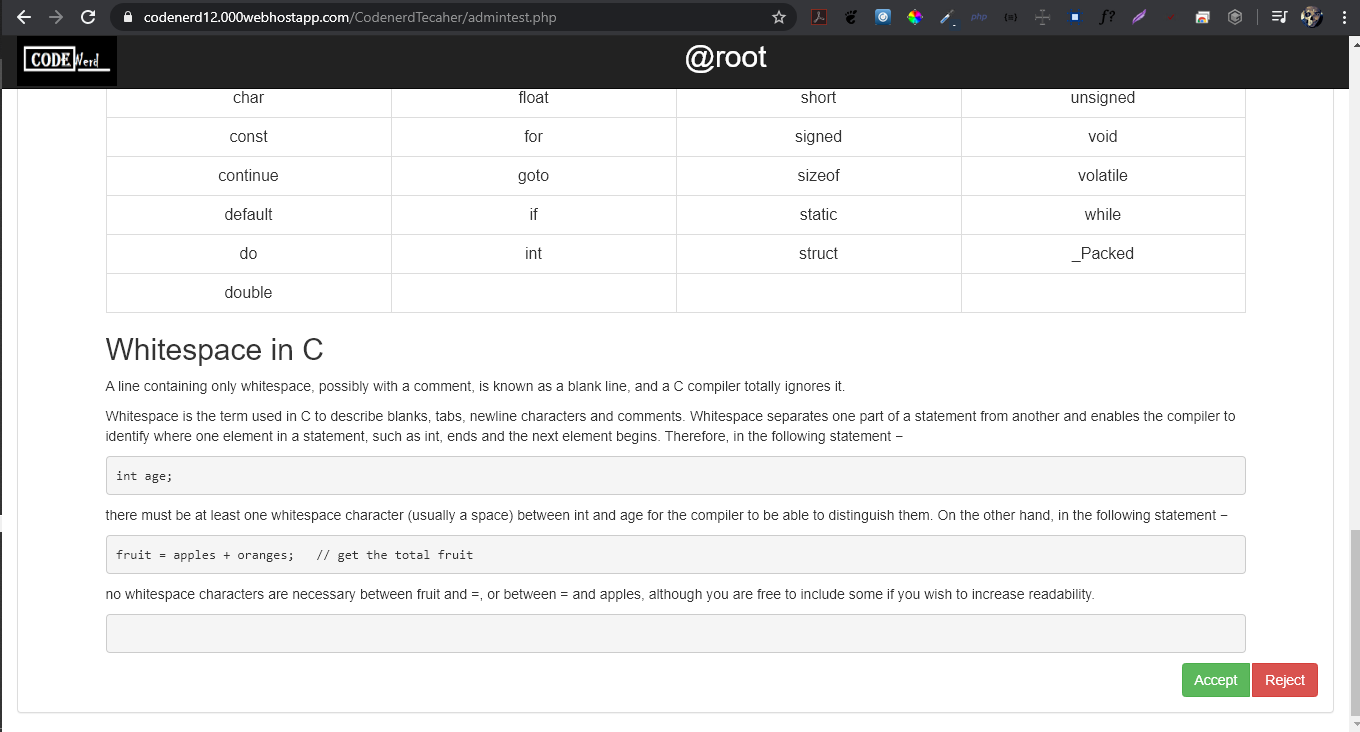 codenerd12.000webhostapp.com/CodenerdTecaher/admintest.php
CODE Nerd
@root
char float short unsigned
const for signed void
continue goto sizeof volatile
default if static while
do int struct _Packed
double
Whitespace in C
A line containing only whitespace, possibly with a comment, is known as a blank line, and a C compiler totally ignores it.
Whitespace is the term used in C to describe blanks, tabs, newline characters and comments. Whitespace separates one part of a statement from another and enables the compiler to
identify where one element in a statement, such as int, ends and the next element begins. Therefore, in the following statement −
int age;
there must be at least one whitespace character (usually a space) between int and age for the compiler to be able to distinguish them. On the other hand, in the following statement −
fruit = apples + oranges;   // get the total fruit
no whitespace characters are necessary between fruit and =, or between = and apples, although you are free to include some if you wish to increase readability.
Accept Reject